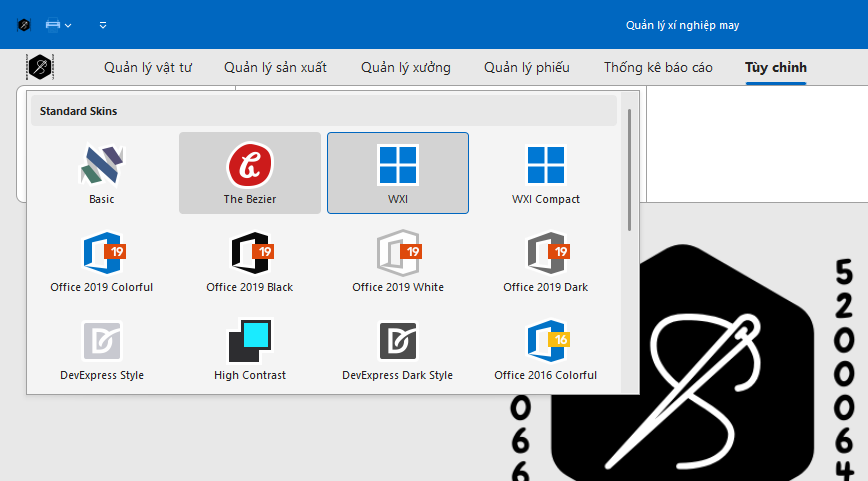 Quản lý xí nghiệp may
Quản lý vật tư Quản lý sản xuất Quản lý xưởng Quản lý phiếu Thống kê báo cáo Tùy chỉnh
Standard Skins
Basic The Bezier WXI WXI Compact
19 19 19 19
Office 2019 Colorful Office 2019 Black Office 2019 White Office 2019 Dark
16
DevExpress Style High Contrast DevExpress Dark Style Office 2016 Colorful
0
6
6
5
2
0
0
0
6
4